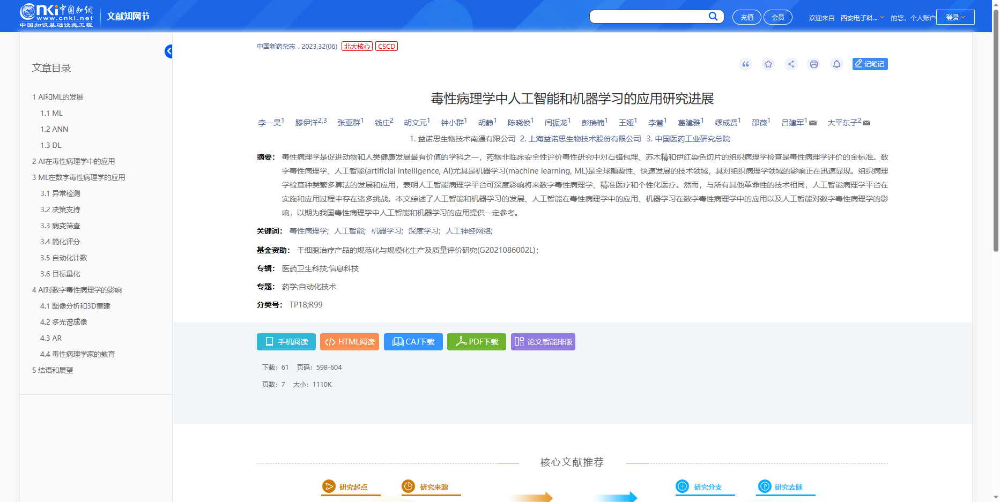 cnki中国知网
www.cnki.net
中国知识基础设施工程
文献知网节
充值
会员
欢迎来自 西安电子科... 的您，个人账户
登录
文章目录
1 AI和ML的发展
1.1 ML
1.2 ANN
1.3 DL
2 AI在毒性病理学中的应用
3 ML在数字毒性病理学的应用
3.1 异常检测
3.2 决策支持
3.3 病变筛查
3.4 简化评分
3.5 自动化计数
3.6 目标量化
4 AI对数字毒性病理学的影响
4.1 图像分析和3D重建
4.2 多光谱成像
4.3 AR
4.4 毒性病理学家的教育
5 结语和展望
中国新药杂志 . 2023,32(06) 北大核心 CSCD
记笔记
毒性病理学中人工智能和机器学习的应用研究进展
李一昊1 滕伊洋2,3 张亚群1 钱庄2 胡文元1 钟小群1 胡静1 陈晓俊1 闫振龙1 彭瑞楠1 王娅1 李慧1 葛建雅1 缪成贤1 邵薇1 吕建军1 大平东子2
1. 益诺思生物技术南通有限公司 2. 上海益诺思生物技术股份有限公司 3. 中国医药工业研究总院
摘要： 毒性病理学是促进动物和人类健康发展最有价值的学科之一，药物非临床安全性评价毒性研究中对石蜡包埋、苏木精和伊红染色切片的组织病理学检查是毒性病理学评价的金标准。数
字毒性病理学、人工智能(artificial intelligence, AI)尤其是机器学习(machine learning, ML)是全球颠覆性、快速发展的技术领域，其对组织病理学领域的影响正在迅速显现。组织病理
学检查种类繁多算法的发展和应用，表明人工智能病理学平台可深度影响将来数字毒性病理学、精准医疗和个性化医疗。然而，与所有其他革命性的技术相同，人工智能病理学平台在
实施和应用过程中存在诸多挑战。本文综述了人工智能和机器学习的发展、人工智能在毒性病理学中的应用、机器学习在数字毒性病理学中的应用以及人工智能对数字毒性病理学的影
响，以期为我国毒性病理学中人工智能和机器学习的应用提供一定参考。
关键词： 毒性病理学; 人工智能; 机器学习; 深度学习; 人工神经网络;
基金资助： 干细胞治疗产品的规范化与规模化生产及质量评价研究(G2021086002L)；
专辑： 医药卫生科技;信息科技
专题： 药学;自动化技术
分类号： TP18;R99
手机阅读
HTML阅读
CAJ下载
PDF下载
论文智能排版
下载：61 页码：598-604
页数：7 大小：1110K
核心文献推荐
研究起点
研究来源
研究分支
研究去脉